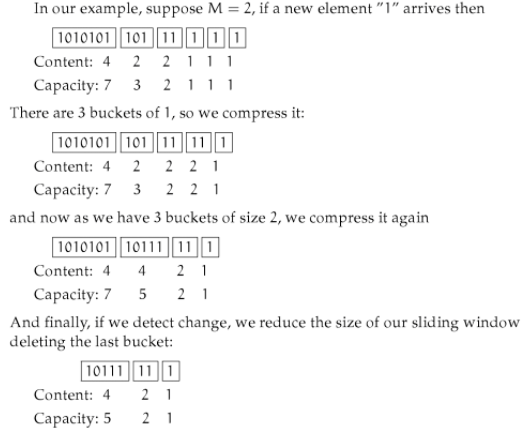 In our example, suppose M = 2, if a new element "1" arrives then
1010101 101 11 1 1 1
Content: 4 2 2 1 1 1
Capacity: 7 3 2 1 1 1
There are 3 buckets of 1, so we compress it:
1010101 101 11 11 1
Content: 4 2 2 2 1
Capacity: 7 3 2 2 1
and now as we have 3 buckets of size 2, we compress it again
1010101 10111 11 1
Content: 4 4 2 1
Capacity: 7 5 2 1
And finally, if we detect change, we reduce the size of our sliding window
deleting the last bucket:
10111 11 1
Content: 4 2 1
Capacity: 5 2 1